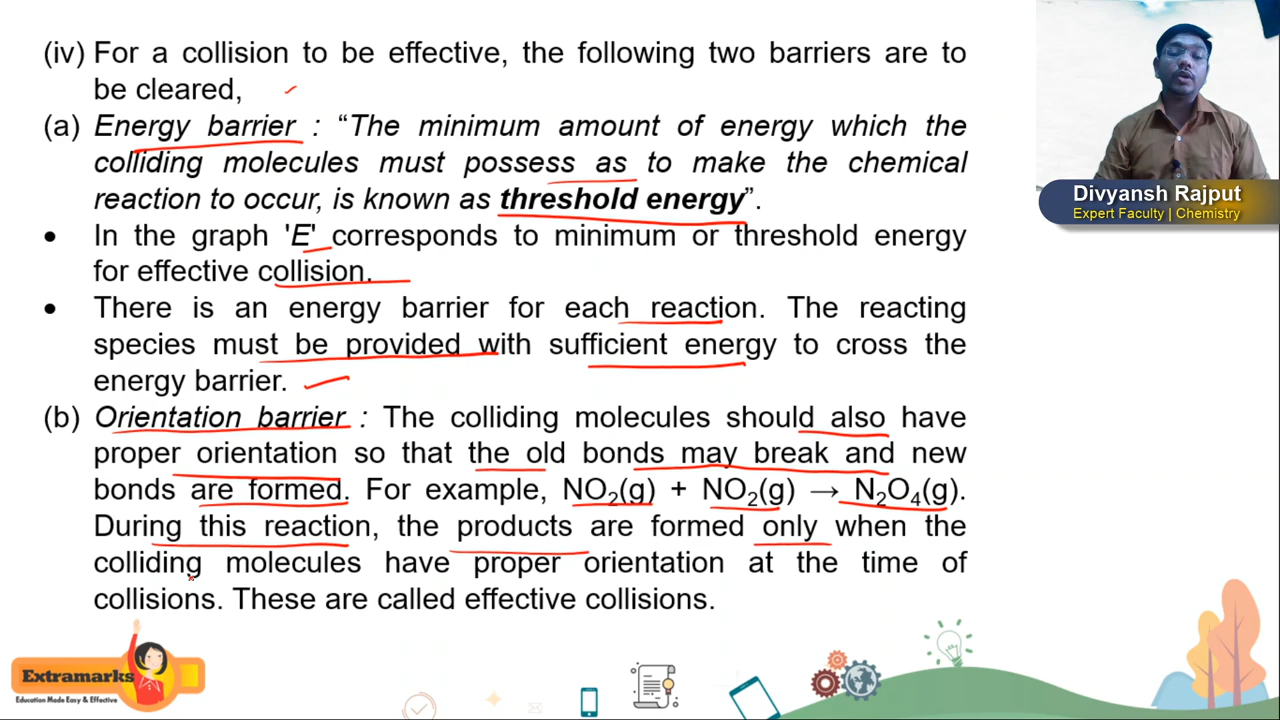 (iv) For a collision to be effective, the following two barriers are to
be cleared,
(a) Energy barrier : “The minimum amount of energy which the
colliding molecules must possess as to make the chemical
reaction to occur, is known as threshold energy”.
• In the graph 'E' corresponds to minimum or threshold energy
for effective collision.
• There is an energy barrier for each reaction. The reacting
species must be provided with sufficient energy to cross the
energy barrier.
(b) Orientation barrier : The colliding molecules should also have
proper orientation so that the old bonds may break and new
bonds are formed. For example, NO₂(g) + NO₂(g) → N₂O₄(g).
During this reaction, the products are formed only when the
colliding molecules have proper orientation at the time of
collisions. These are called effective collisions.
Divyansh Rajput
Expert Faculty | Chemistry
Extramarks
Education Made Easy & Effective